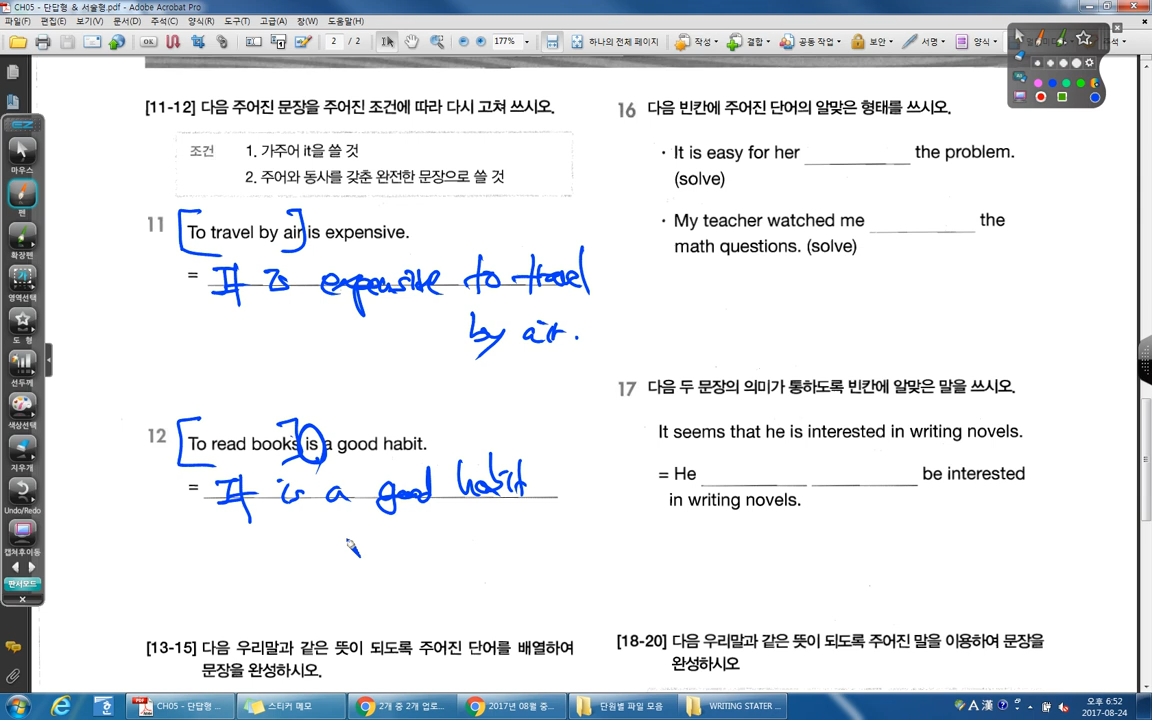 CH05 - 단답형 & 서술형.pdf - Adobe Acrobat Pro
파일(F) 편집(E) 보기(V) 문서(D) 주석(C) 양식(R) 도구(T) 고급(A) 창(W) 도움말(H)
2 / 2 177% 하나의 전체 페이지 작성 결합 공동 작업 보안 서명 양식
[11-12] 다음 주어진 문장을 주어진 조건에 따라 다시 고쳐 쓰시오.
조건 1. 가주어 it을 쓸 것
2. 주어와 동사를 갖춘 완전한 문장으로 쓸 것
11 [To travel by air] is expensive.
= It is expensive to travel
by air.
12 [To read books] is a good habit.
= It is a good habit
[13-15] 다음 우리말과 같은 뜻이 되도록 주어진 단어를 배열하여
문장을 완성하시오.
16 다음 빈칸에 주어진 단어의 알맞은 형태를 쓰시오.
· It is easy for her ____________ the problem.
(solve)
· My teacher watched me ____________ the
math questions. (solve)
17 다음 두 문장의 의미가 통하도록 빈칸에 알맞은 말을 쓰시오.
It seems that he is interested in writing novels.
= He ____________ ____________ be interested
in writing novels.
[18-20] 다음 우리말과 같은 뜻이 되도록 주어진 말을 이용하여 문장을
완성하시오
EZ
마우스
펜
확장펜
영역선택
도 형
선두께
색상선택
지우개
Undo/Redo
캡쳐후이동
판서모드
CH05 - 단답형 ... 스티커 메모 2개 중 2개 업로... 2017년 08월 중... 단원별 파일 모음 WRITING STATER ...
A 漢
오후 6:52
2017-08-24